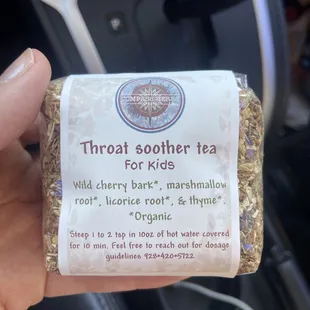 Throat soother tea
For Kids
Wild cherry bark*, marshmallow
root*, licorice root*, & thyme*.
*Organic
Steep 1 to 2 tsp in 10oz of hot water covered
for 10 min. Feel free to reach out for dosage
guidelines 928*420*5722